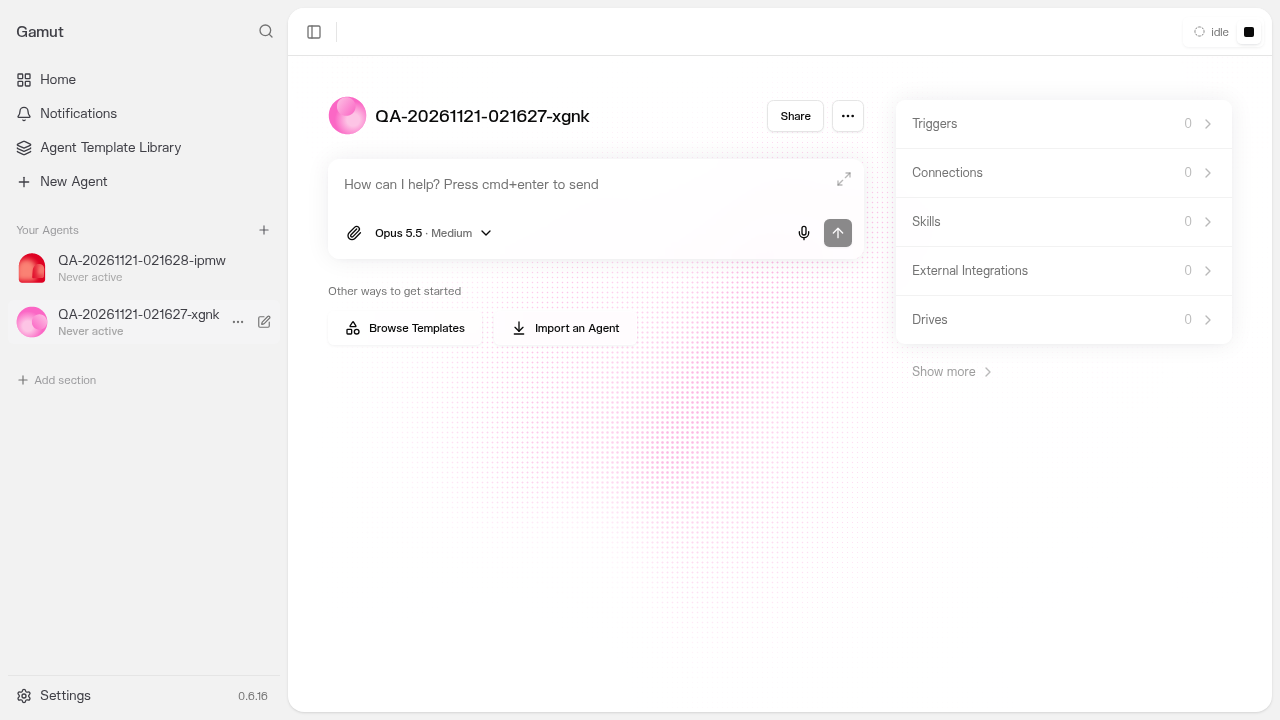 Gamut
Home
Notifications
Agent Template Library
New Agent
Your Agents
QA-20261121-021628-ipmw
Never active
QA-20261121-021627-xgnk
Never active
Add section
Settings
0.6.16
idle
QA-20261121-021627-xgnk
Share
How can I help? Press cmd+enter to send
Opus 5.5 · Medium
Other ways to get started
Browse Templates
Import an Agent
Triggers 0
Connections 0
Skills 0
External Integrations 0
Drives 0
Show more